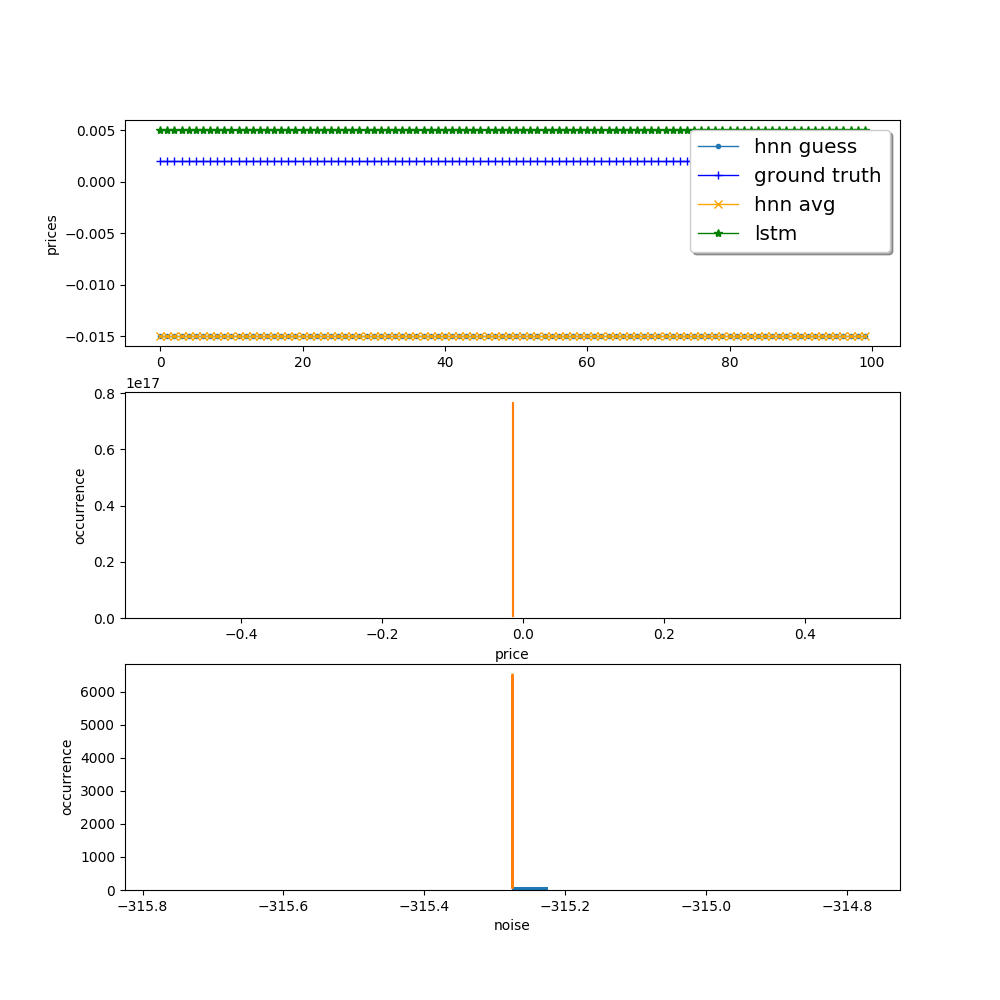 0.005
0.000
−0.005
−0.010
−0.015
prices
hnn guess
ground truth
hnn avg
lstm
0 20 40 60 80 100
1e17
0.8
0.6
0.4
0.2
0.0
occurrence
−0.4 −0.2 0.0 0.2 0.4
price
6000
5000
4000
3000
2000
1000
0
occurrence
−315.8 −315.6 −315.4 −315.2 −315.0 −314.8
noise